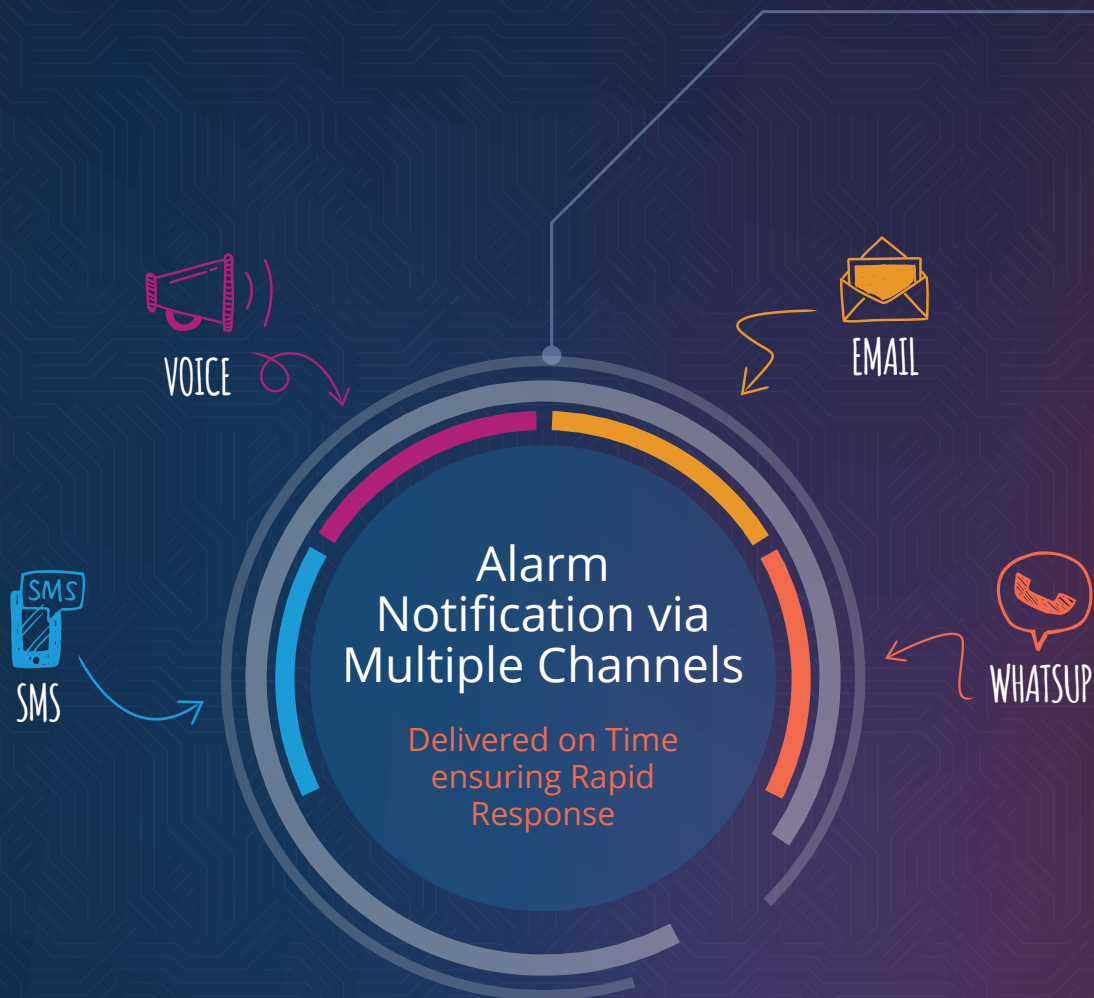 VOICE
EMAIL
SMS
SMS
WHATSUP
Alarm
Notification via
Multiple Channels
Delivered on Time
ensuring Rapid
Response